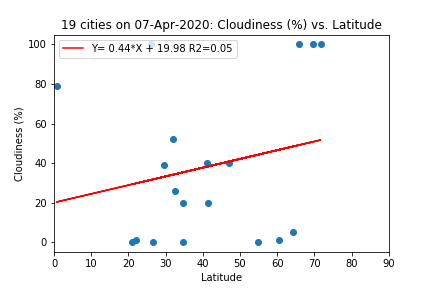 19 cities on 07-Apr-2020: Cloudiness (%) vs. Latitude
Y= 0.44*X + 19.98 R2=0.05
100
80
60
40
20
0
Cloudiness (%)
0 10 20 30 40 50 60 70 80 90
Latitude